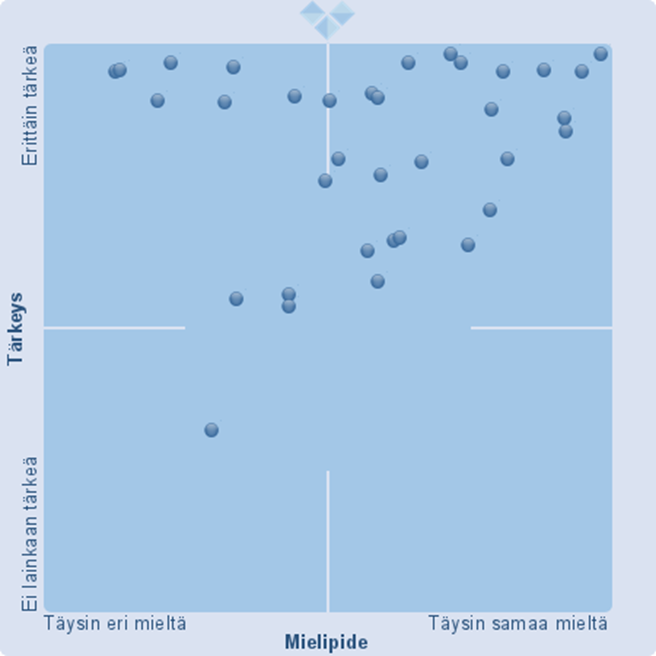 Erittäin tärkeä
Tärkeys
Ei lainkaan tärkeä
Täysin eri mieltä
Täysin samaa mieltä
Mielipide